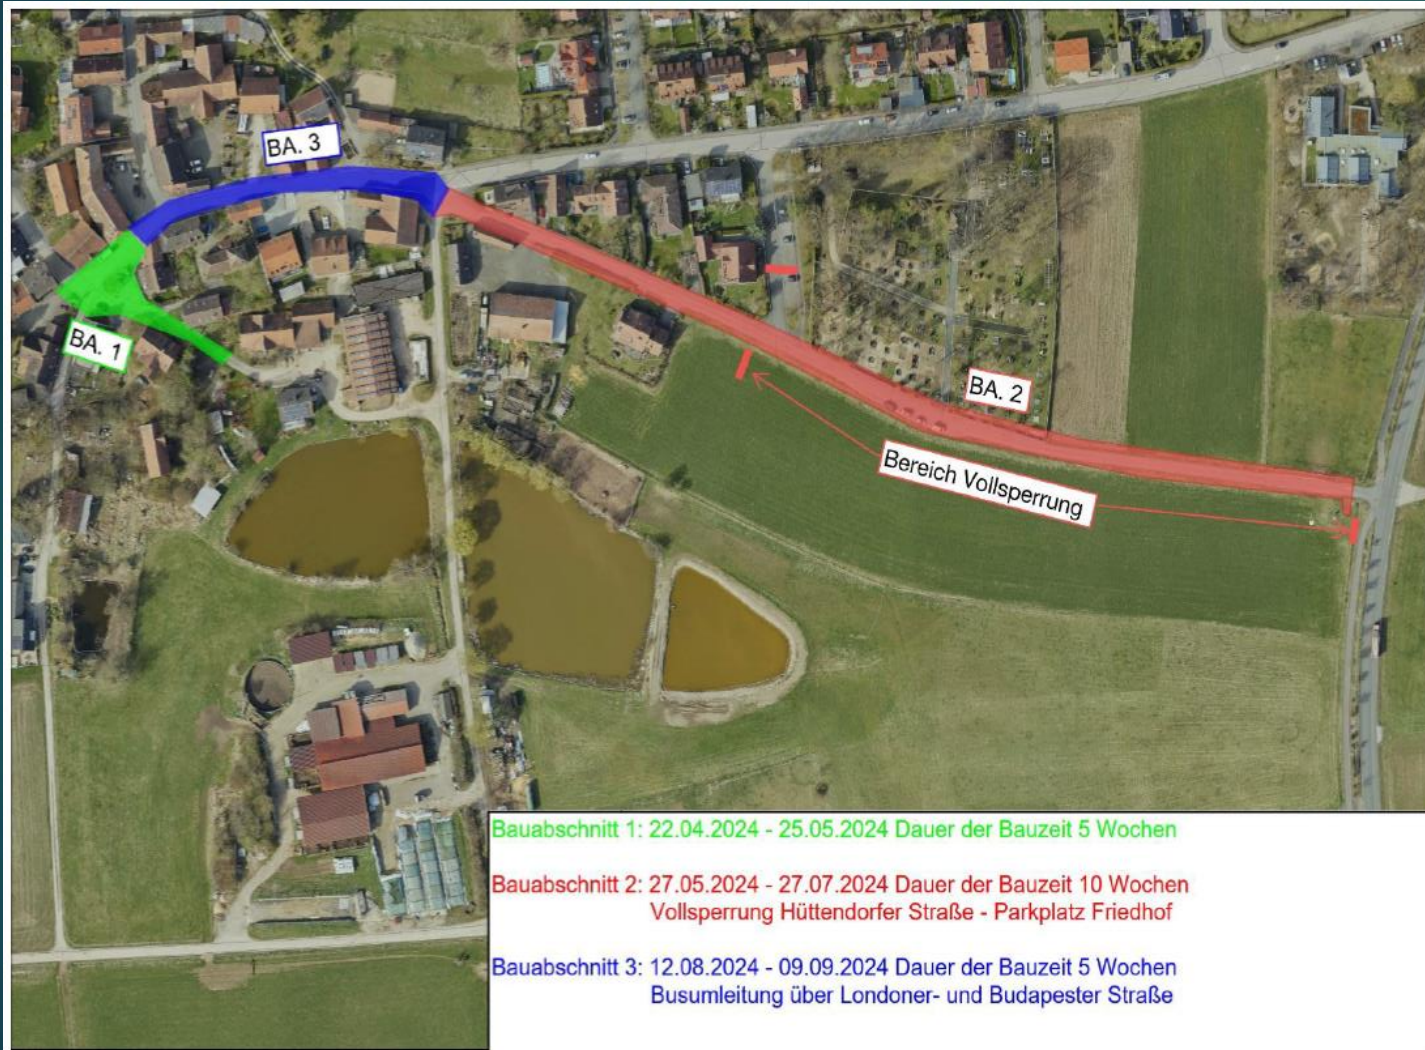 BA. 3
BA. 1
BA. 2
Bereich Vollsperrung
Bauabschnitt 1: 22.04.2024 - 25.05.2024 Dauer der Bauzeit 5 Wochen
Bauabschnitt 2: 27.05.2024 - 27.07.2024 Dauer der Bauzeit 10 Wochen
Vollsperrung Hüttendorfer Straße - Parkplatz Friedhof
Bauabschnitt 3: 12.08.2024 - 09.09.2024 Dauer der Bauzeit 5 Wochen
Busumleitung über Londoner- und Budapester Straße